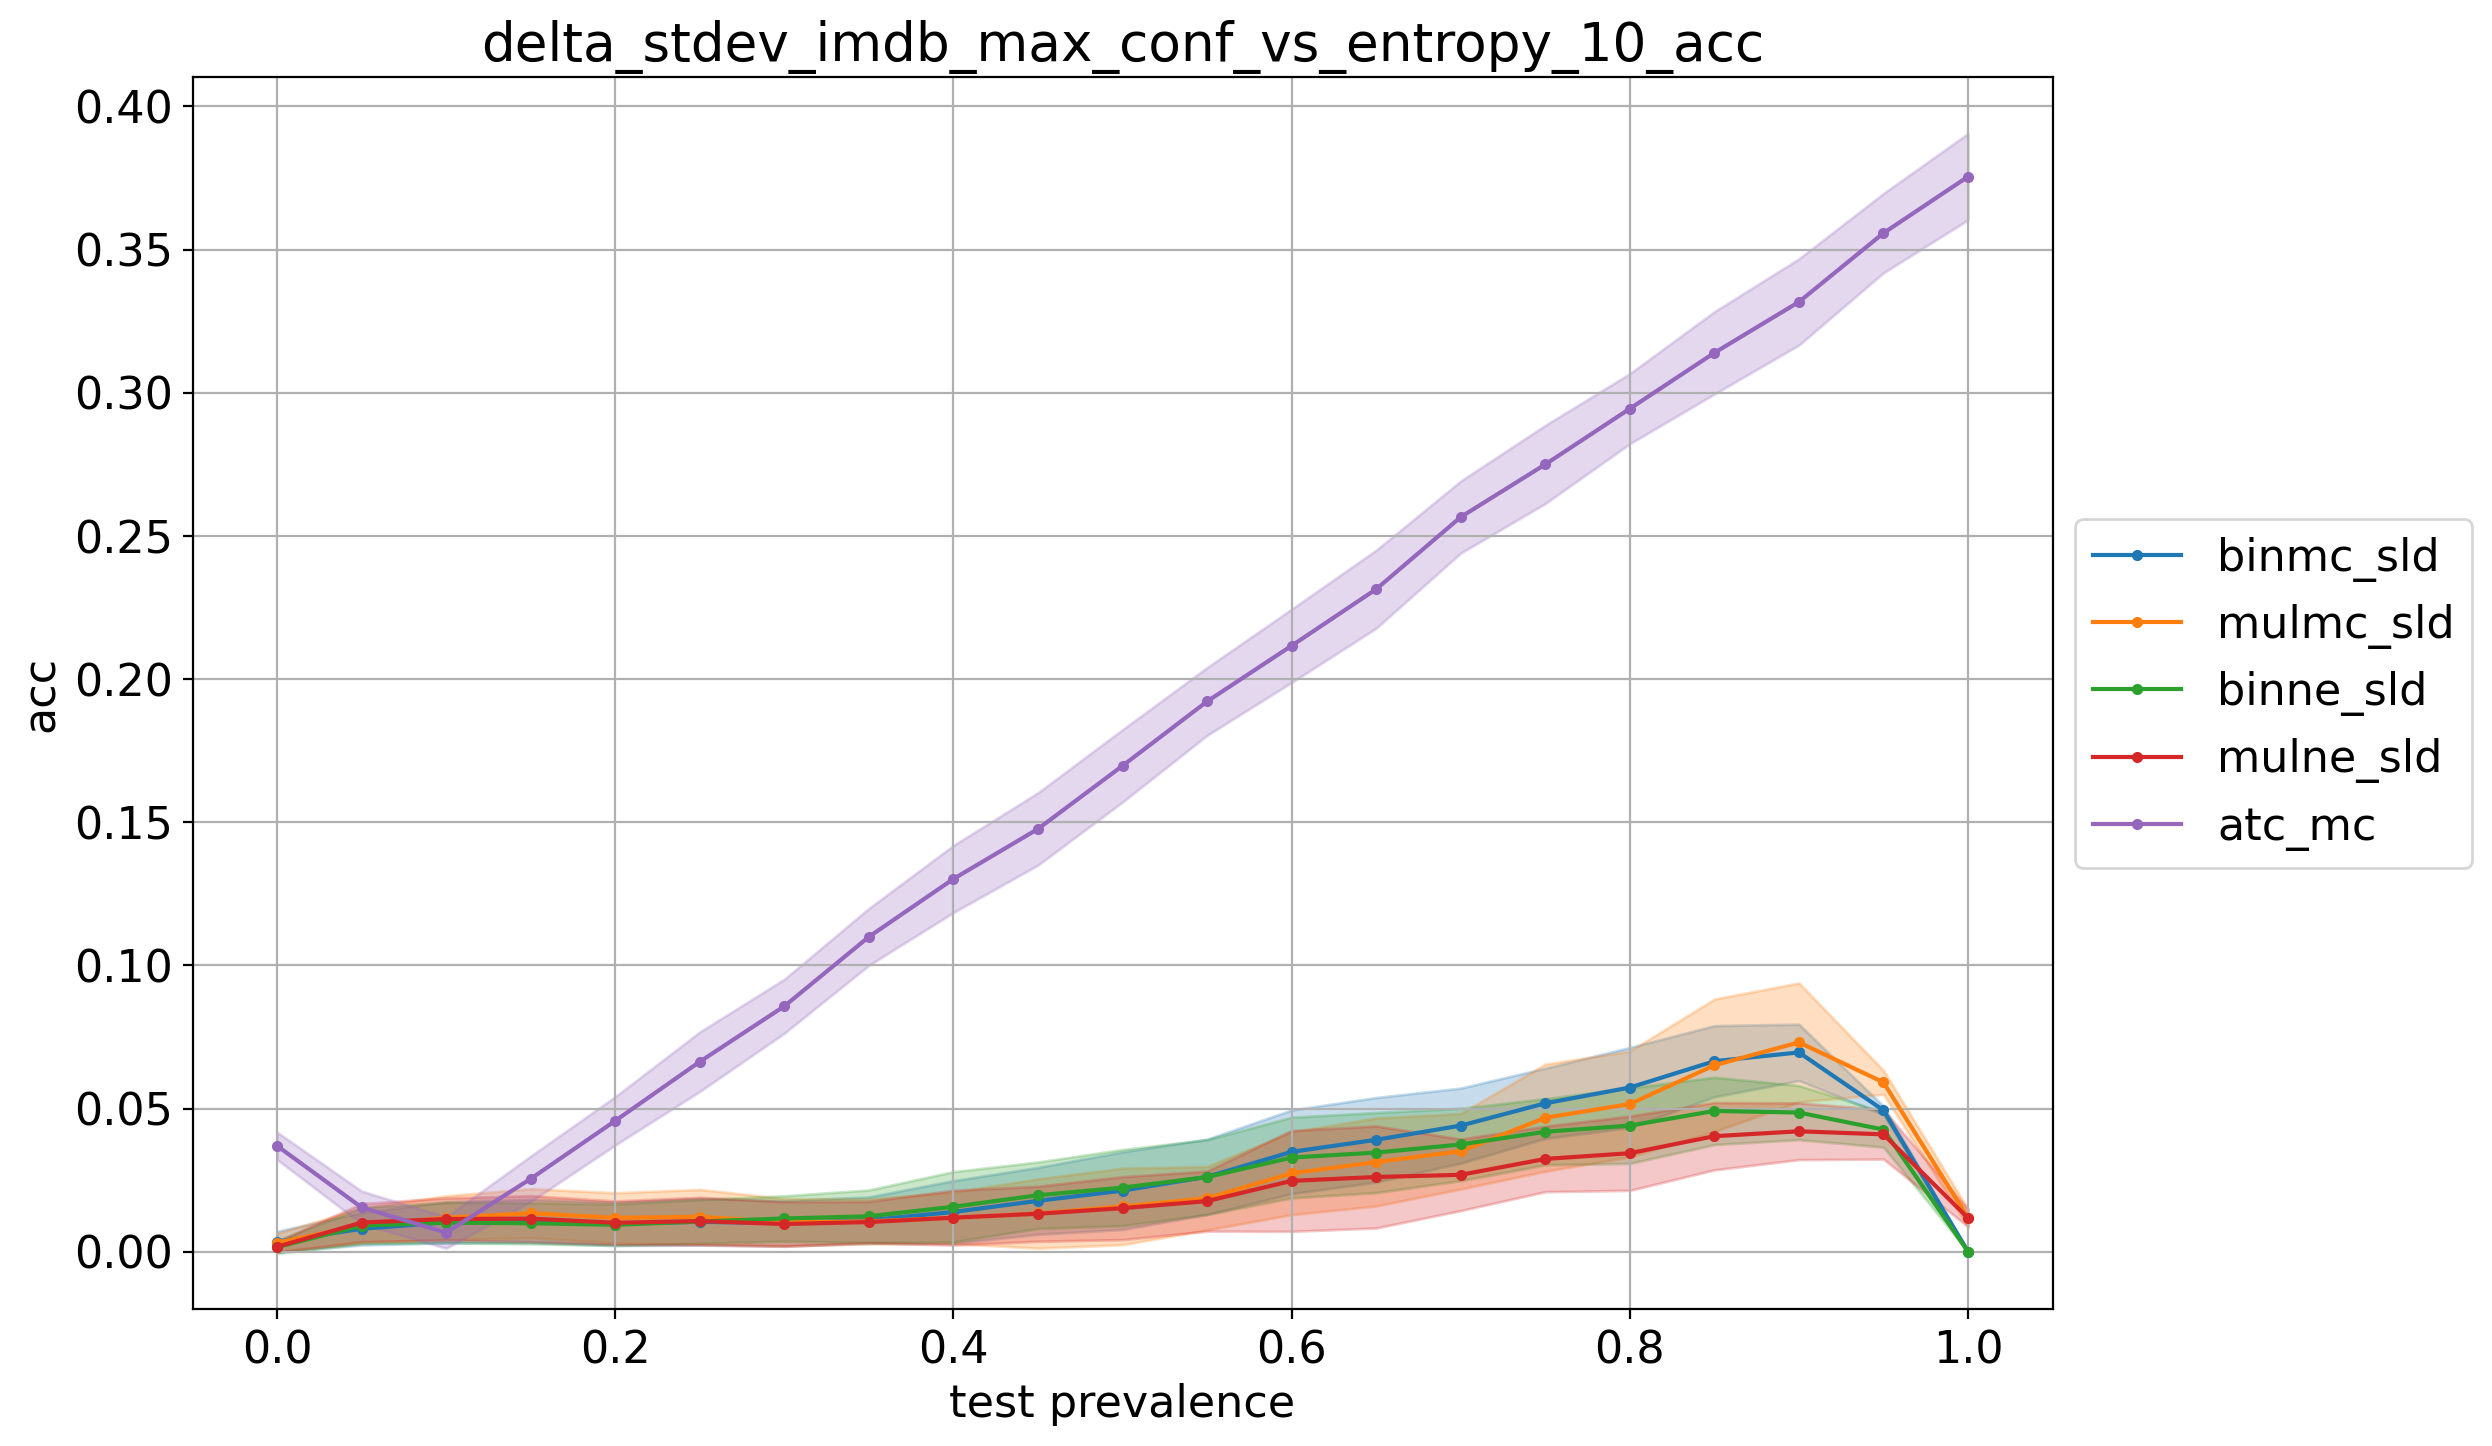 delta_stdev_imdb_max_conf_vs_entropy_10_acc
0.40
0.35
0.30
0.25
0.20
0.15
0.10
0.05
0.00
acc
0.0 0.2 0.4 0.6 0.8 1.0
test prevalence
binmc_sld
mulmc_sld
binne_sld
mulne_sld
atc_mc